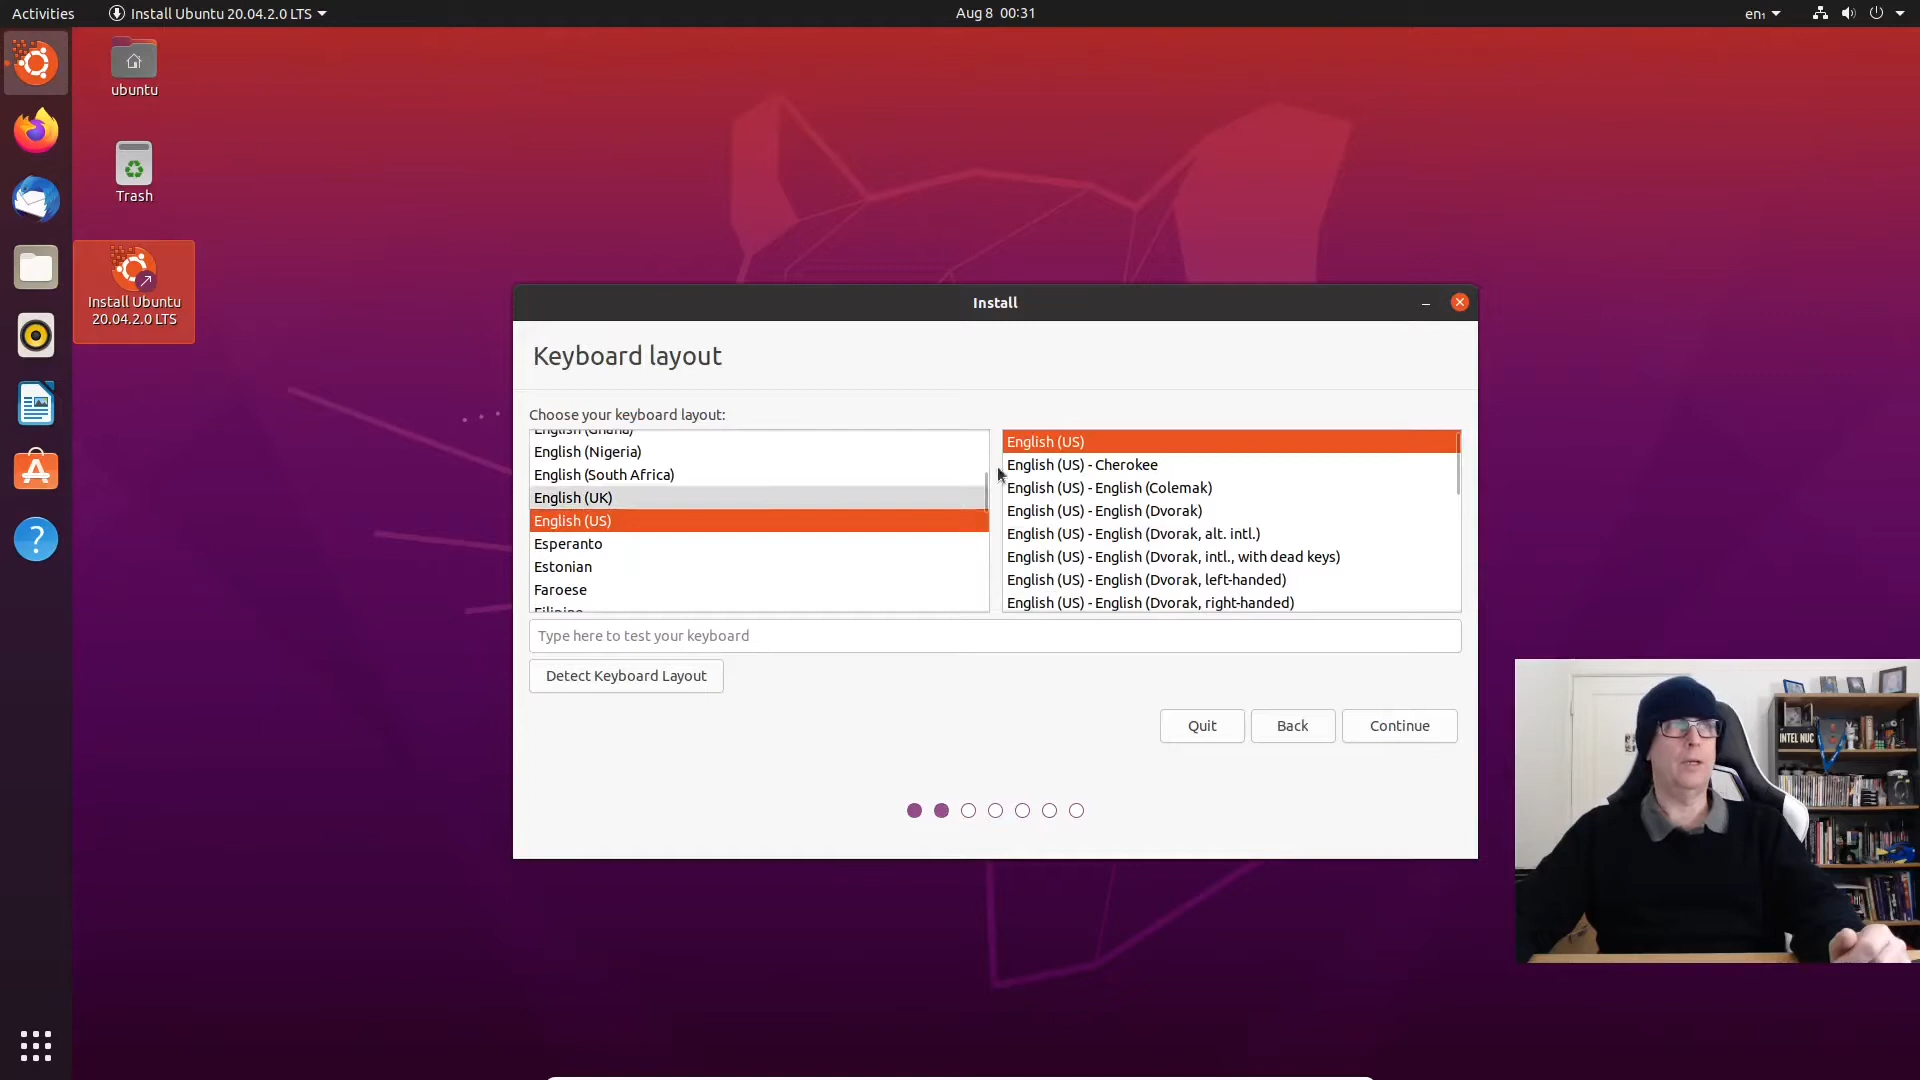 Activities
Install Ubuntu 20.04.2.0 LTS
Aug 8 00:31
en₁
ubuntu
Trash
Install Ubuntu
20.04.2.0 LTS
Install
Keyboard layout
Choose your keyboard layout:
English (Ghana)
English (Nigeria)
English (South Africa)
English (UK)
English (US)
Esperanto
Estonian
Faroese
Filipino
English (US)
English (US) - Cherokee
English (US) - English (Colemak)
English (US) - English (Dvorak)
English (US) - English (Dvorak, alt. intl.)
English (US) - English (Dvorak, intl., with dead keys)
English (US) - English (Dvorak, left-handed)
English (US) - English (Dvorak, right-handed)
Type here to test your keyboard
Detect Keyboard Layout
Quit
Back
Continue
INTEL NUC